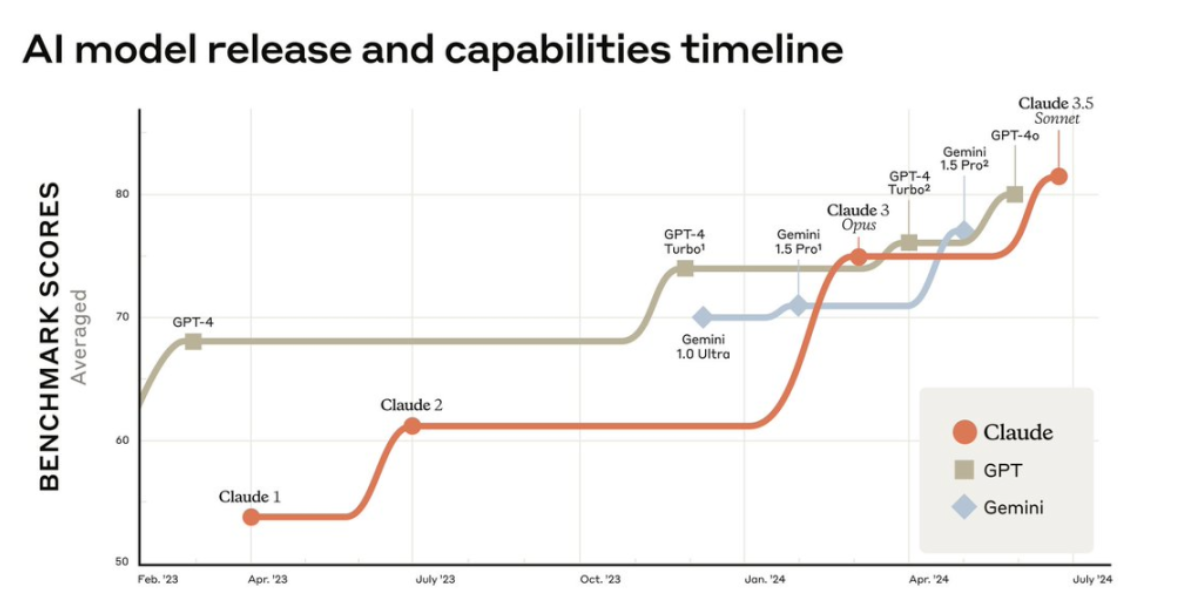 AI model release and capabilities timeline
BENCHMARK SCORES
Averaged
80
70
60
50
Feb. '23
Apr. '23
July '23
Oct. '23
Jan. '24
Apr. '24
July '24
GPT-4
Claude 1
Claude 2
GPT-4
Turbo¹
Gemini
1.0 Ultra
Gemini
1.5 Pro¹
Claude 3
Opus
GPT-4
Turbo²
Gemini
1.5 Pro²
GPT-4o
Claude 3.5
Sonnet
Claude
GPT
Gemini